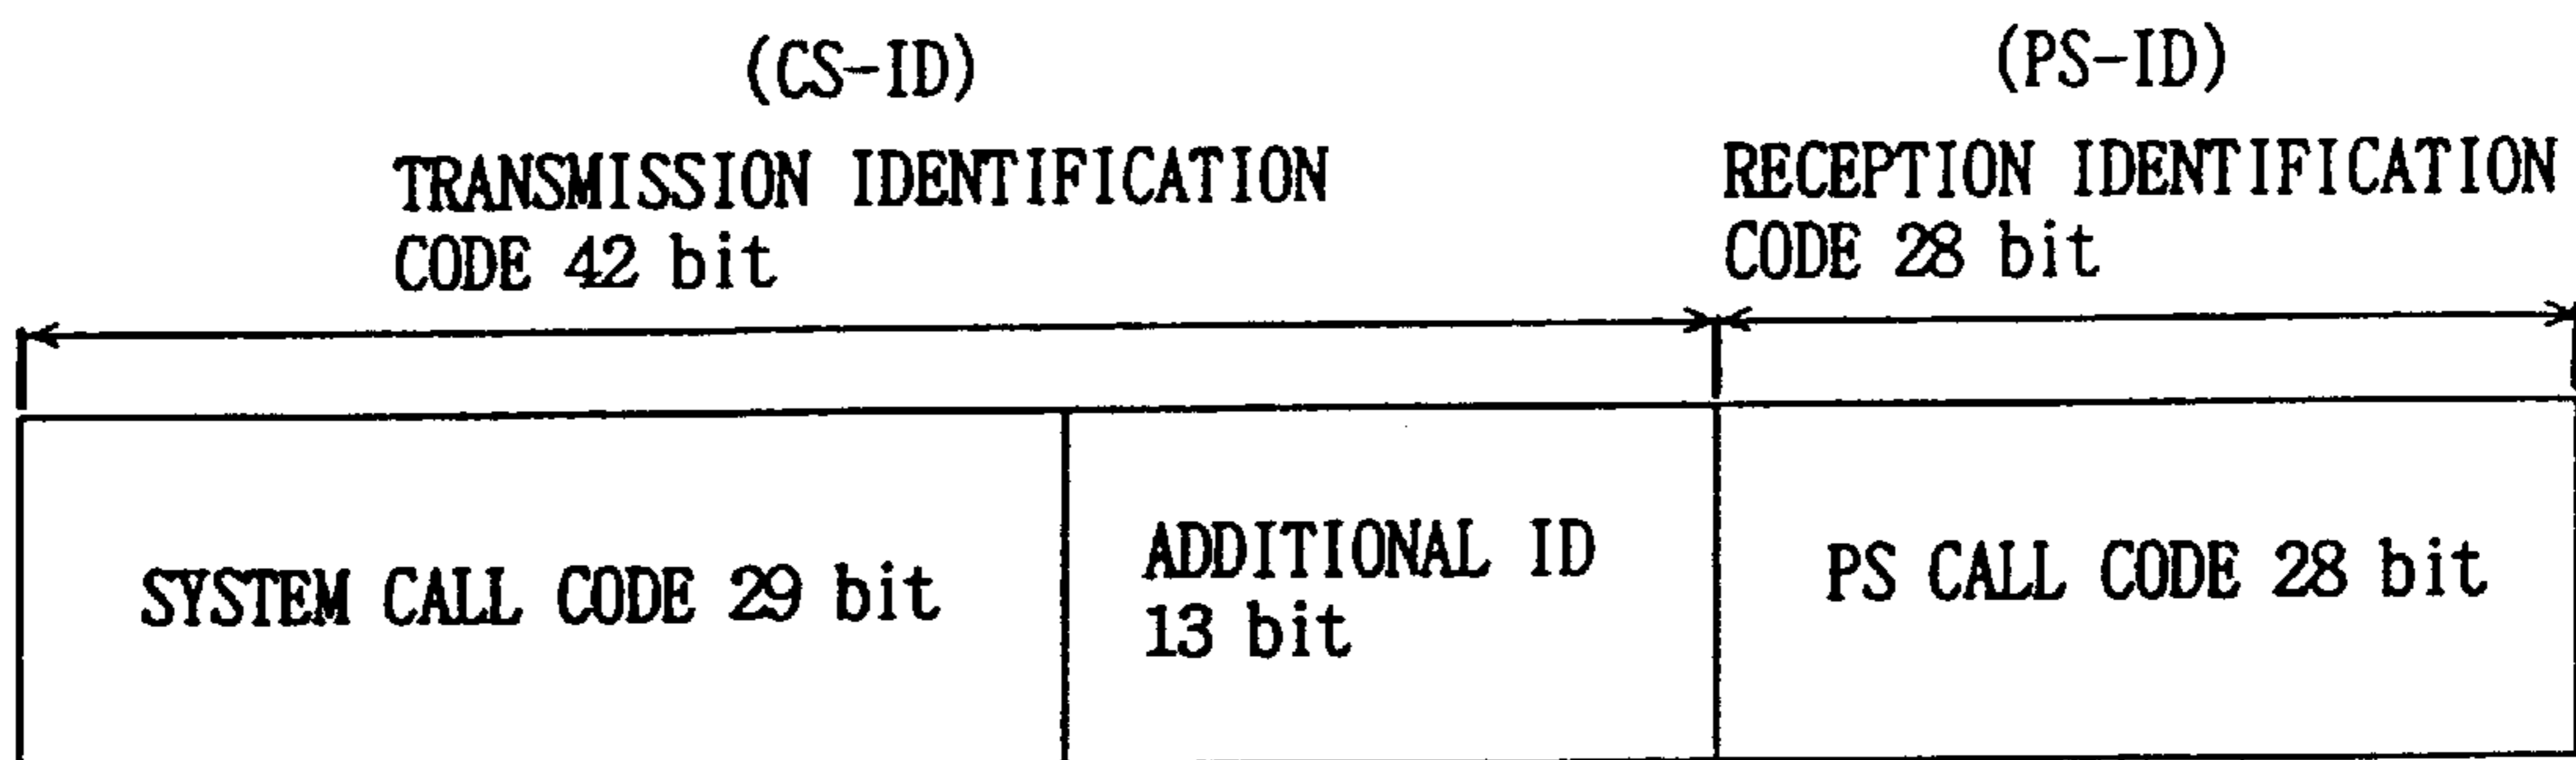 (CS-ID)
TRANSMISSION IDENTIFICATION
CODE 42 bit
(PS-ID)
RECEPTION IDENTIFICATION
CODE 28 bit
SYSTEM CALL CODE 29 bit
ADDITIONAL ID
13 bit
PS CALL CODE 28 bit